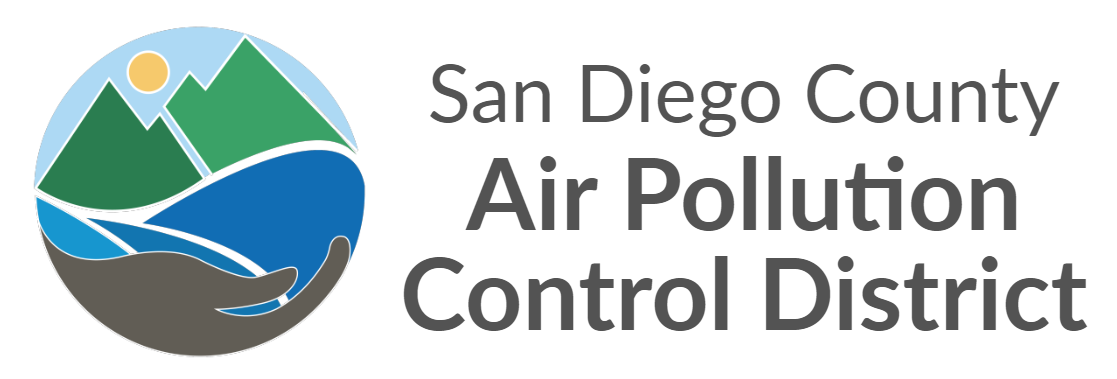 San Diego County
Air Pollution
Control District